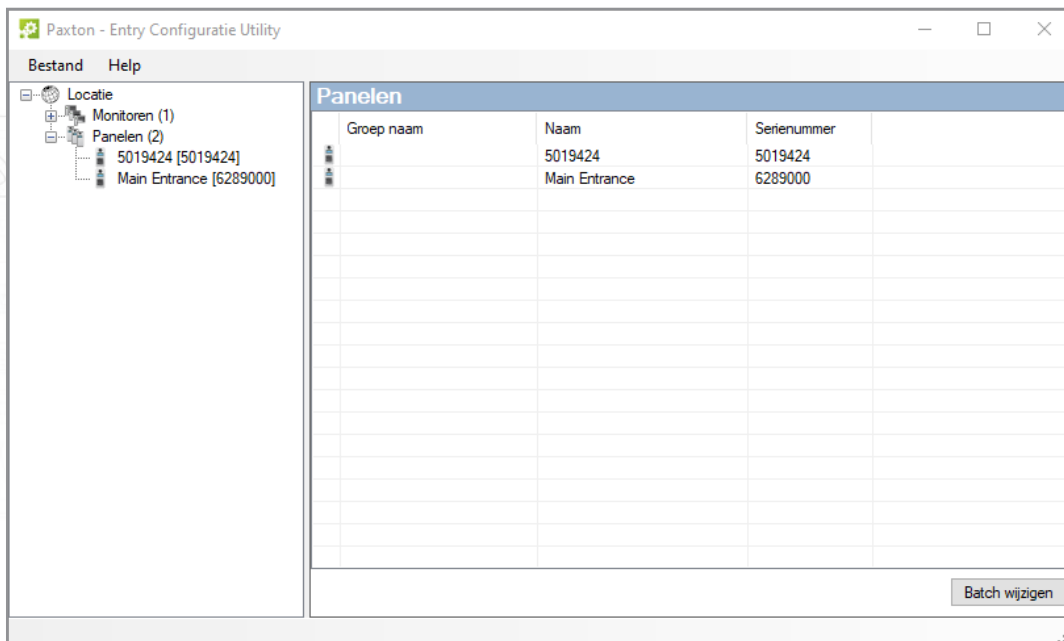 Paxton - Entry Configuratie Utility
Bestand Help
Locatie
Monitoren (1)
Panelen (2)
5019424 [5019424]
Main Entrance [6289000]
Panelen
Groep naam Naam Serienummer
5019424 5019424
Main Entrance 6289000
Batch wijzigen